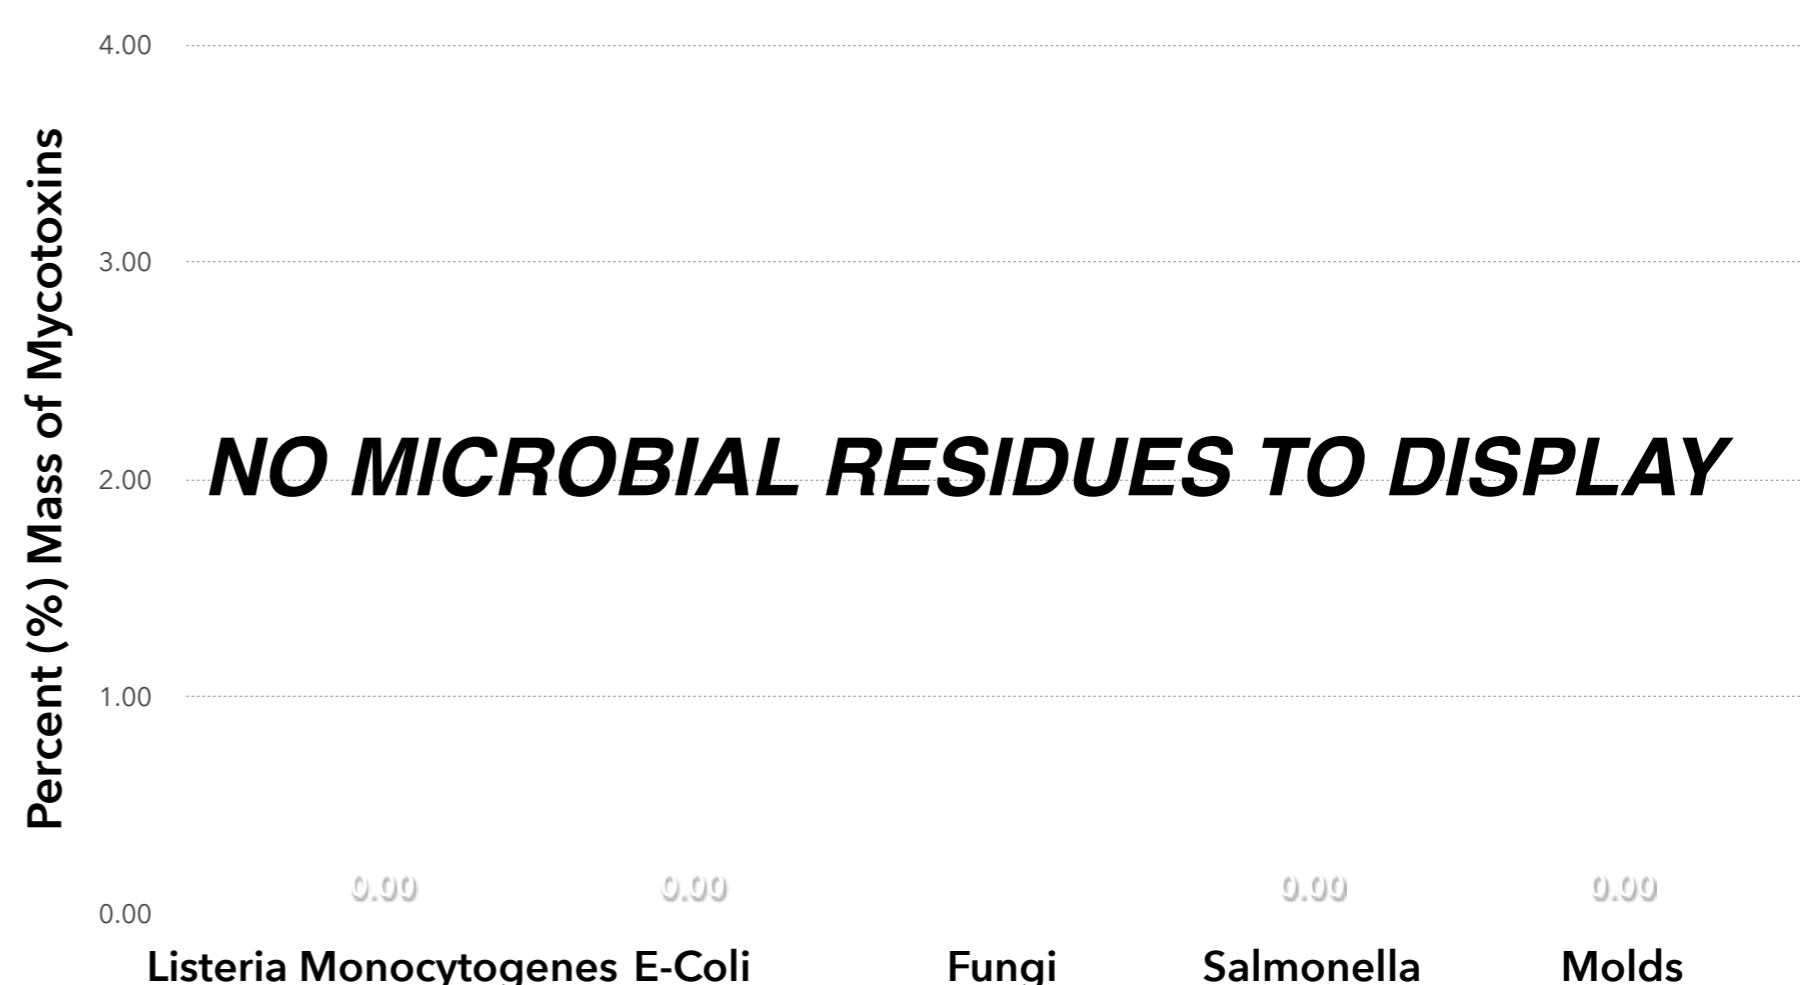 4.00
3.00
2.00
1.00
0.00
Percent (%) Mass of Mycotoxins
NO MICROBIAL RESIDUES TO DISPLAY
0.00 0.00 0.00 0.00
Listeria Monocytogenes E-Coli Fungi Salmonella Molds